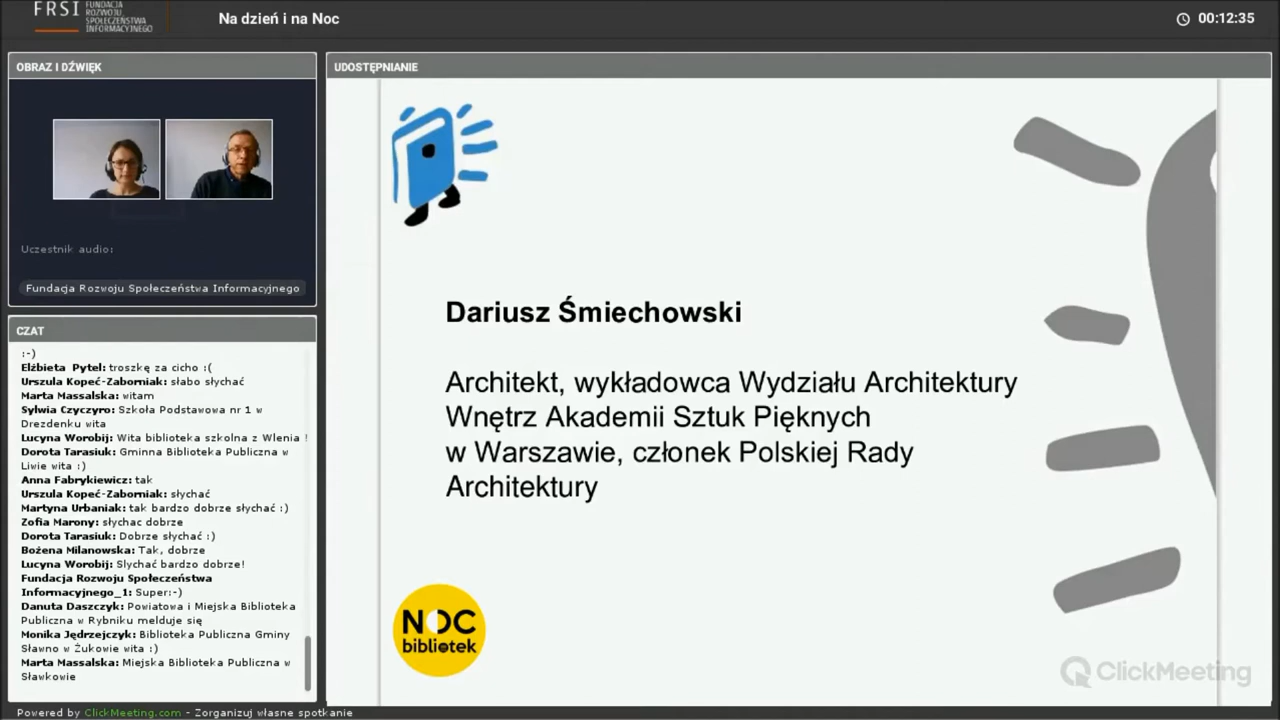 FRSI
FUNDACJA
ROZWOJU
SPOŁECZEŃSTWA
INFORMACYJNEGO
Na dzień i na Noc
00:12:35
OBRAZ I DŹWIĘK
Uczestnik audio:
Fundacja Rozwoju Społeczeństwa Informacyjnego
CZAT
:-)
Elżbieta Pytel: troszkę za cicho :(
Urszula Kopeć-Zaborniak: słabo słychać
Marta Massalska: witam
Sylwia Czyczyro: Szkoła Podstawowa nr 1 w
Drezdenku wita
Lucyna Worobij: Wita biblioteka szkolna z Wlenia !
Dorota Tarasiuk: Gminna Biblioteka Publiczna w
Liwie wita :)
Anna Fabrykiewicz: tak
Urszula Kopeć-Zaborniak: słychać
Martyna Urbaniak: tak bardzo dobrze słychać :)
Zofia Marony: słychac dobrze
Dorota Tarasiuk: Dobrze słychać :)
Bożena Milanowska: Tak, dobrze
Lucyna Worobij: Slychać bardzo dobrze!
Fundacja Rozwoju Społeczeństwa
Informacyjnego_1: Super:-)
Danuta Daszczyk: Powiatowa i Miejska Biblioteka
Publiczna w Rybniku melduje się
Monika Jędrzejczyk: Biblioteka Publiczna Gminy
Sławno w Żukowie wita :)
Marta Massalska: Miejska Biblioteka Publiczna w
Sławkowie
UDOSTĘPNIANIE
Dariusz Śmiechowski
Architekt, wykładowca Wydziału Architektury
Wnętrz Akademii Sztuk Pięknych
w Warszawie, członek Polskiej Rady
Architektury
NOC
bibliotek
ClickMeeting
Powered by ClickMeeting.com - Zorganizuj własne spotkanie